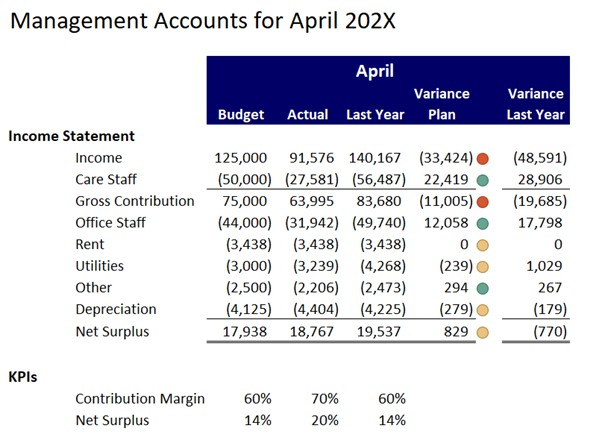 Management Accounts for April 202X
April
Variance Variance
Budget Actual Last Year Plan Last Year
Income Statement
Income 125,000 91,576 140,167 (33,424) (48,591)
Care Staff (50,000) (27,581) (56,487) 22,419 28,906
Gross Contribution 75,000 63,995 83,680 (11,005) (19,685)
Office Staff (44,000) (31,942) (49,740) 12,058 17,798
Rent (3,438) (3,438) (3,438) 0 0
Utilities (3,000) (3,239) (4,268) (239) 1,029
Other (2,500) (2,206) (2,473) 294 267
Depreciation (4,125) (4,404) (4,225) (279) (179)
Net Surplus 17,938 18,767 19,537 829 (770)
KPIs
Contribution Margin 60% 70% 60%
Net Surplus 14% 20% 14%